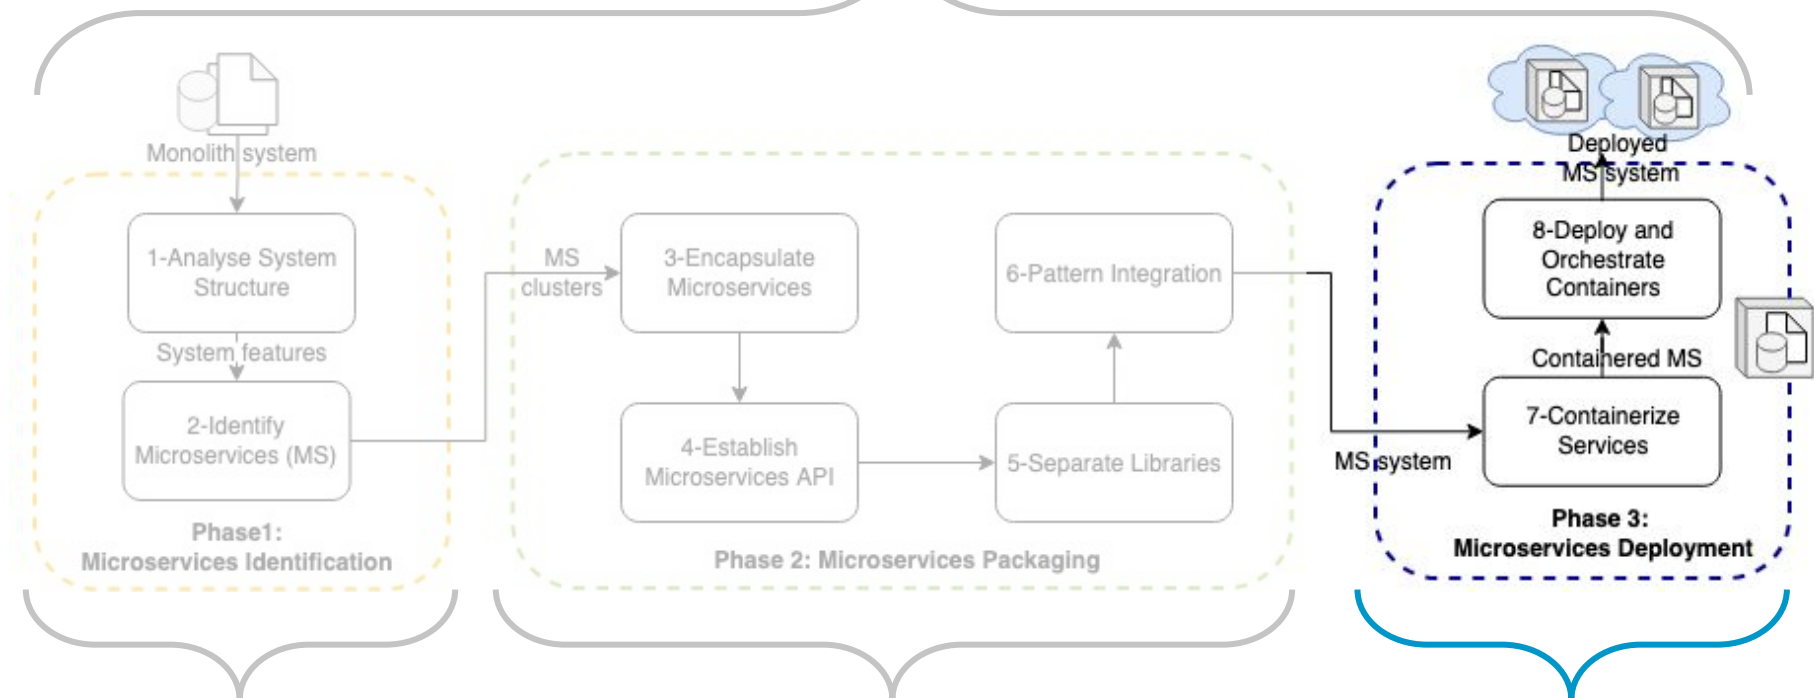 Monolith system
1-Analyse System
Structure
System features
2-Identify
Microservices (MS)
Phase1:
Microservices Identification
MS
clusters
3-Encapsulate
Microservices
4-Establish
Microservices API
5-Separate Libraries
6-Pattern Integration
Phase 2: Microservices Packaging
MS system
7-Containerize
Services
Containered MS
8-Deploy and
Orchestrate
Containers
Deployed
MS system
Phase 3:
Microservices Deployment